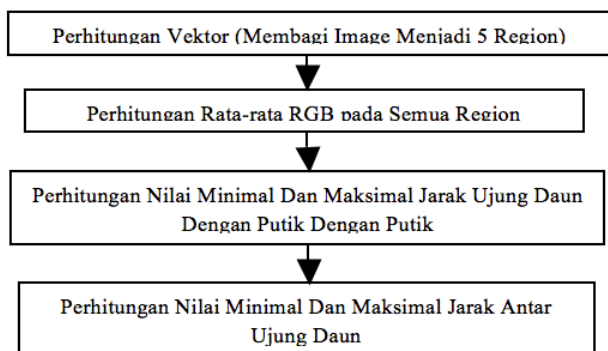 Perhitungan Vektor (Membagi Image Menjadi 5 Region)
Perhitungan Rata-rata RGB pada Semua Region
Perhitungan Nilai Minimal Dan Maksimal Jarak Ujung Daun
Dengan Putik Dengan Putik
Perhitungan Nilai Minimal Dan Maksimal Jarak Antar
Ujung Daun